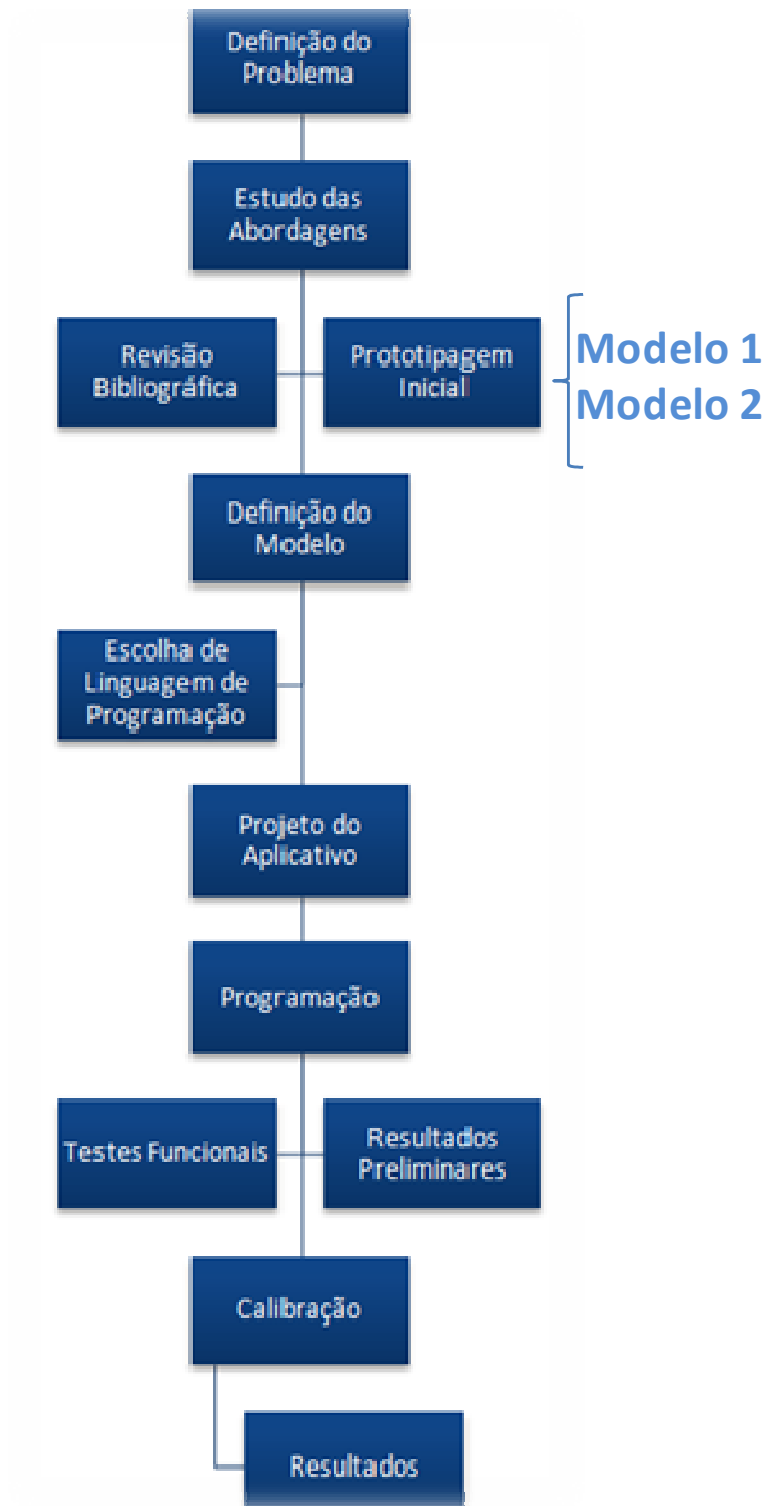 Definição do
Problema
Estudo das
Abordagens
Revisão
Bibliográfica
Prototipagem
Inicial
Modelo 1
Modelo 2
Definição do
Modelo
Escolha de
Linguagem de
Programação
Projeto do
Aplicativo
Programação
Testes Funcionais
Resultados
Preliminares
Calibração
Resultados